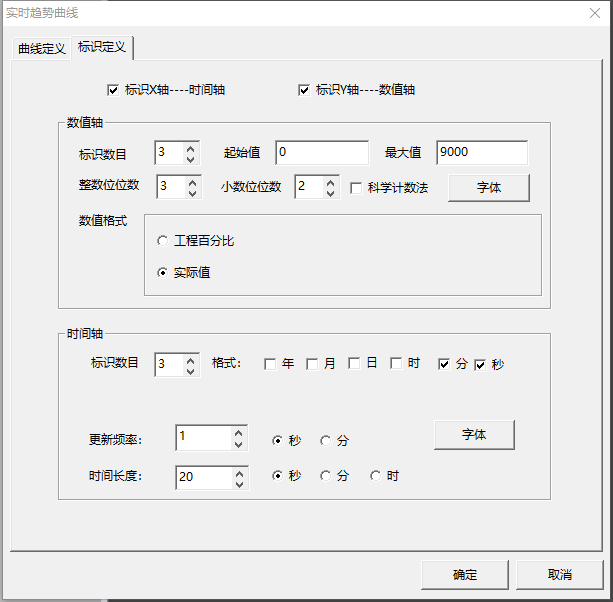 实时趋势曲线
曲线定义 标识定义
标识X轴----时间轴 标识Y轴----数值轴
数值轴
标识数目 3 起始值 0 最大值 9000
整数位位数 3 小数位位数 2 科学计数法 字体
数值格式
工程百分比
实际值
时间轴
标识数目 3 格式: 年 月 日 时 分 秒
更新频率: 1 秒 分 字体
时间长度: 20 秒 分 时
确定 取消